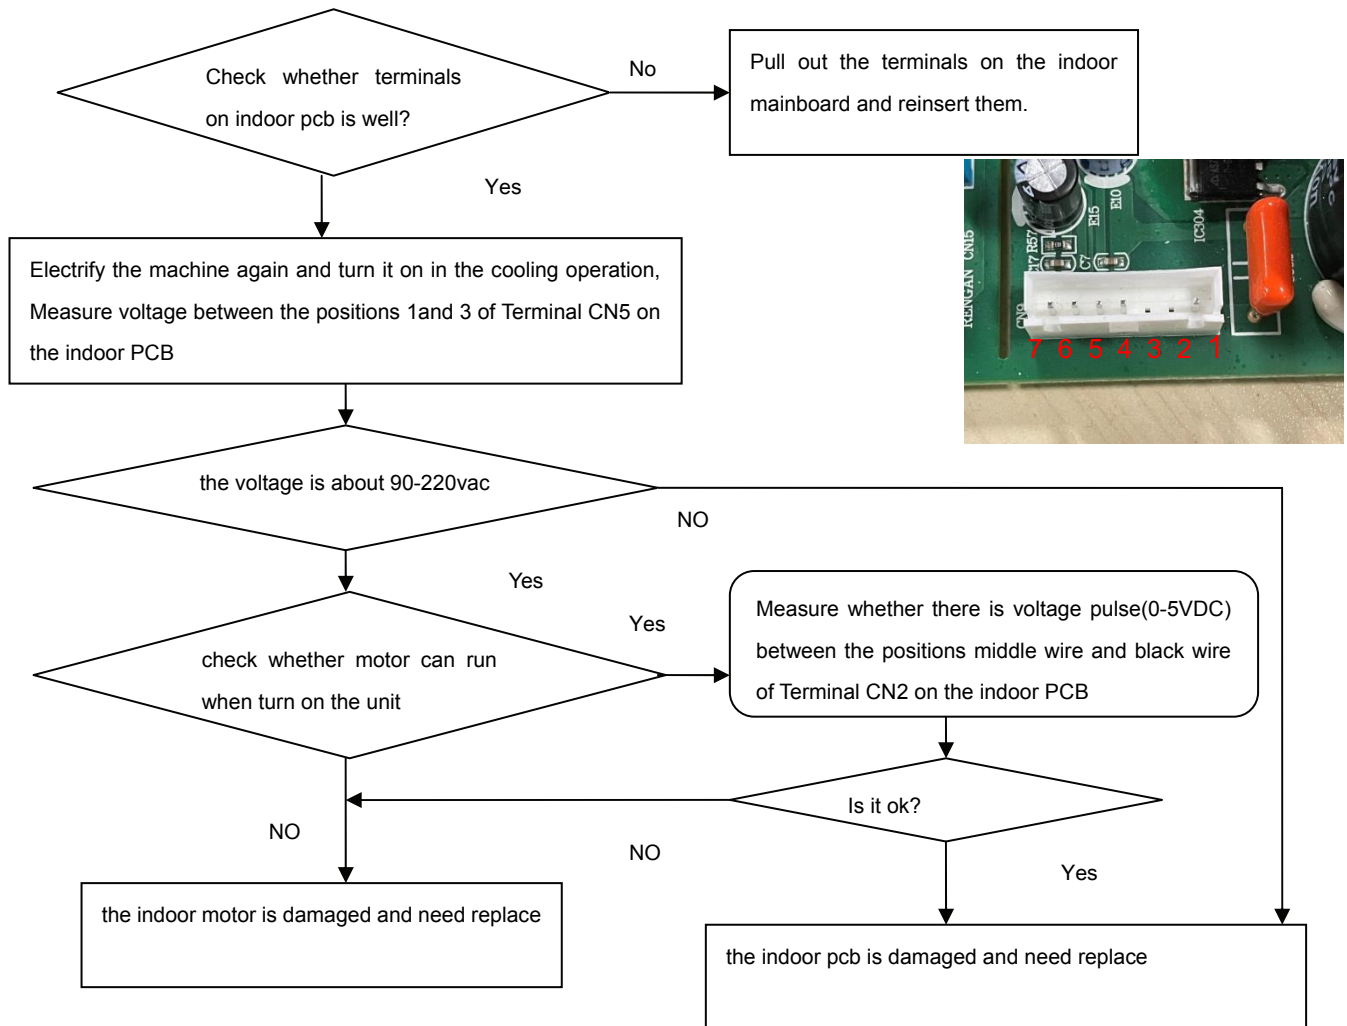 Check whether terminals
on indoor pcb is well?
No
Pull out the terminals on the indoor
mainboard and reinsert them.
Yes
Electrify the machine again and turn it on in the cooling operation,
Measure voltage between the positions 1and 3 of Terminal CN5 on
the indoor PCB
RENGAN CN15
R57
C7
E15
E10
IC304
7 6 5 4 3 2 1
the voltage is about 90-220vac
NO
Yes
check whether motor can run
when turn on the unit
Yes
Measure whether there is voltage pulse(0-5VDC)
between the positions middle wire and black wire
of Terminal CN2 on the indoor PCB
Is it ok?
NO
NO
Yes
the indoor motor is damaged and need replace
the indoor pcb is damaged and need replace